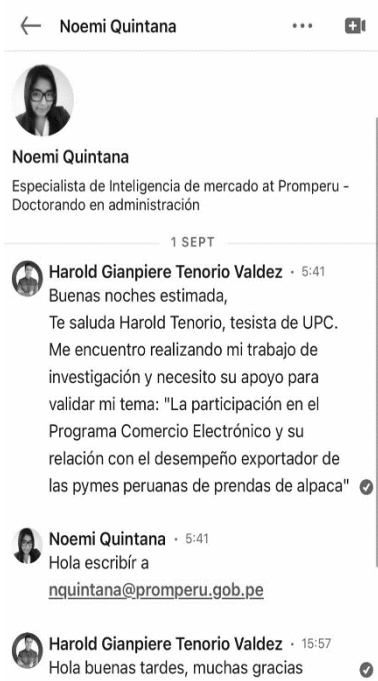 Noemi Quintana
Noemi Quintana
Especialista de Inteligencia de mercado at Promperu -
Doctorando en administración
1 SEPT
Harold Gianpiere Tenorio Valdez · 5:41
Buenas noches estimada,
Te saluda Harold Tenorio, tesista de UPC.
Me encuentro realizando mi trabajo de
investigación y necesito su apoyo para
validar mi tema: "La participación en el
Programa Comercio Electrónico y su
relación con el desempeño exportador de
las pymes peruanas de prendas de alpaca"
Noemi Quintana · 5:41
Hola escribír a
nquintana@promperu.gob.pe
Harold Gianpiere Tenorio Valdez · 15:57
Hola buenas tardes, muchas gracias